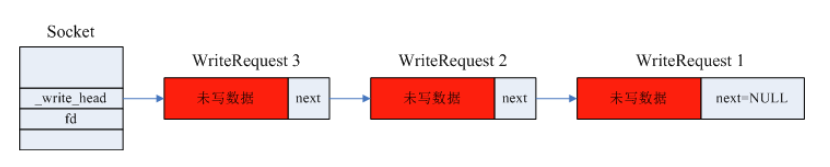 Socket
WriteRequest 3
WriteRequest 2
WriteRequest 1
_write_head
未写数据
next
未写数据
next
未写数据
next=NULL
fd